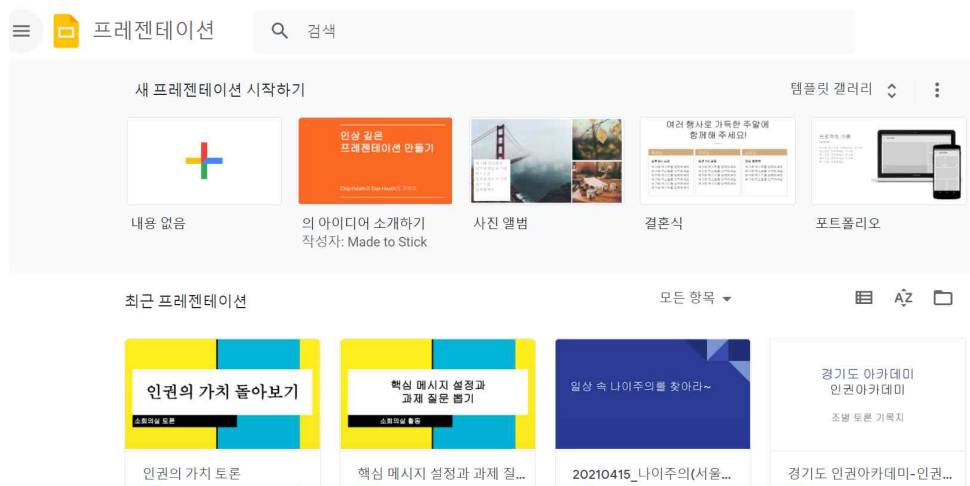 프레젠테이션
검색
새 프레젠테이션 시작하기
템플릿 갤러리
인상 깊은
프레젠테이션 만들기
여러 행사로 가득한 주말에
함께해 주세요!
프로젝트 이름
내용 없음
의 아이디어 소개하기
작성자: Made to Stick
사진 앨범
결혼식
포트폴리오
최근 프레젠테이션
모든 항목
AZ
인권의 가치 돌아보기
소회의실 토론
핵심 메시지 설정과
과제 질문 뽑기
소회의실 활동
일상 속 나이주의를 찾아라~
경기도 아카데미
인권아카데미
조별 토론 기록지
인권의 가치 토론
핵심 메시지 설정과 과제 질...
20210415_나이주의(서울...
경기도 인권아카데미-인권...